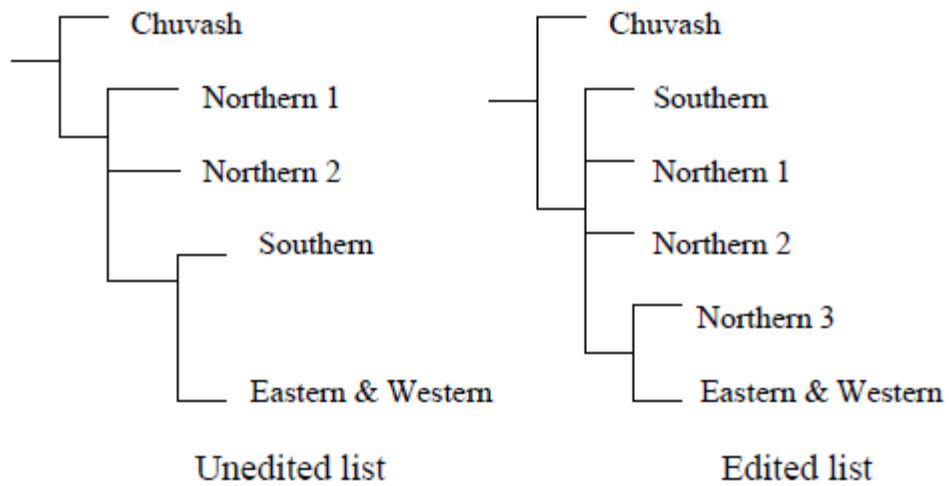 Chuvash
Northern 1
Northern 2
Southern
Eastern & Western
Unedited list
Chuvash
Southern
Northern 1
Northern 2
Northern 3
Eastern & Western
Edited list